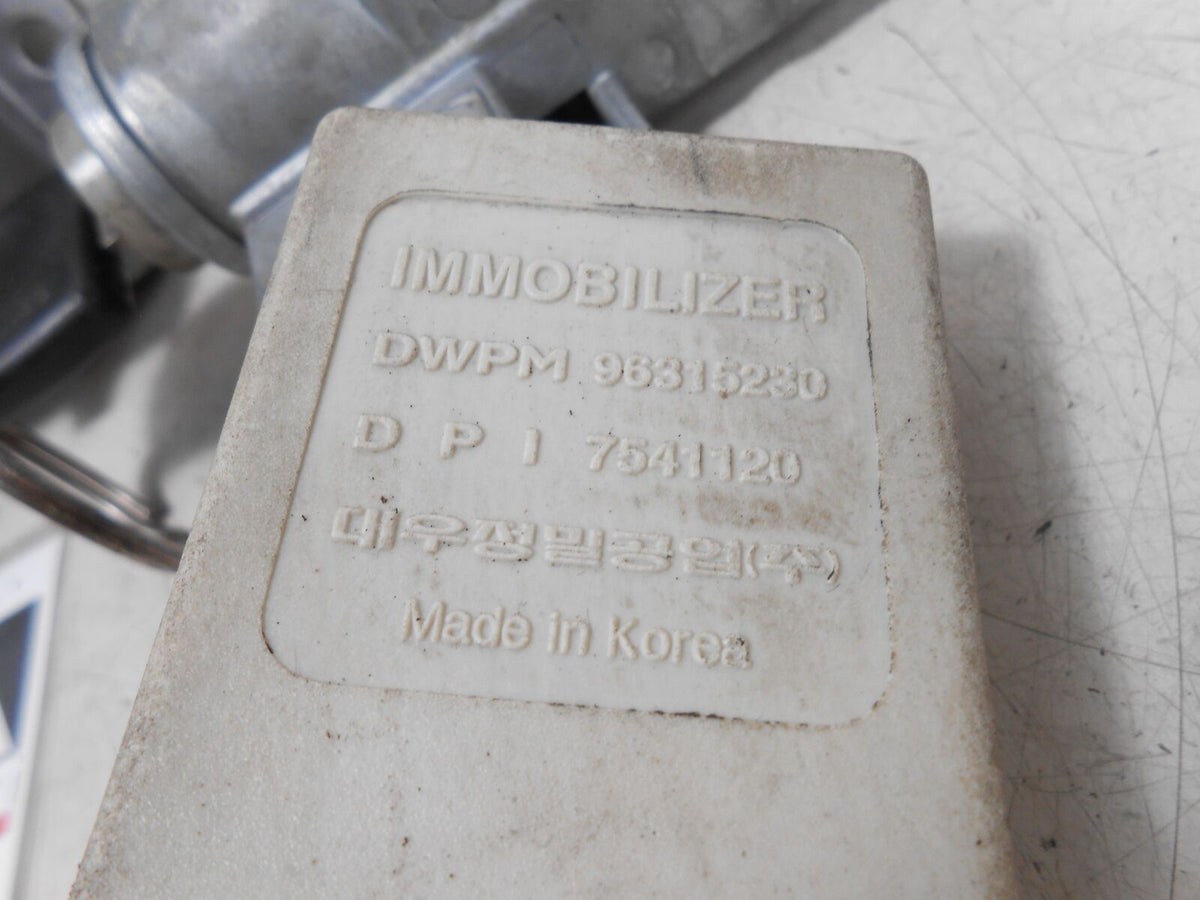 IMMOBILIZER
DWPM 96315230
D P I 7541120
대우정밀공업(주)
Made in Korea